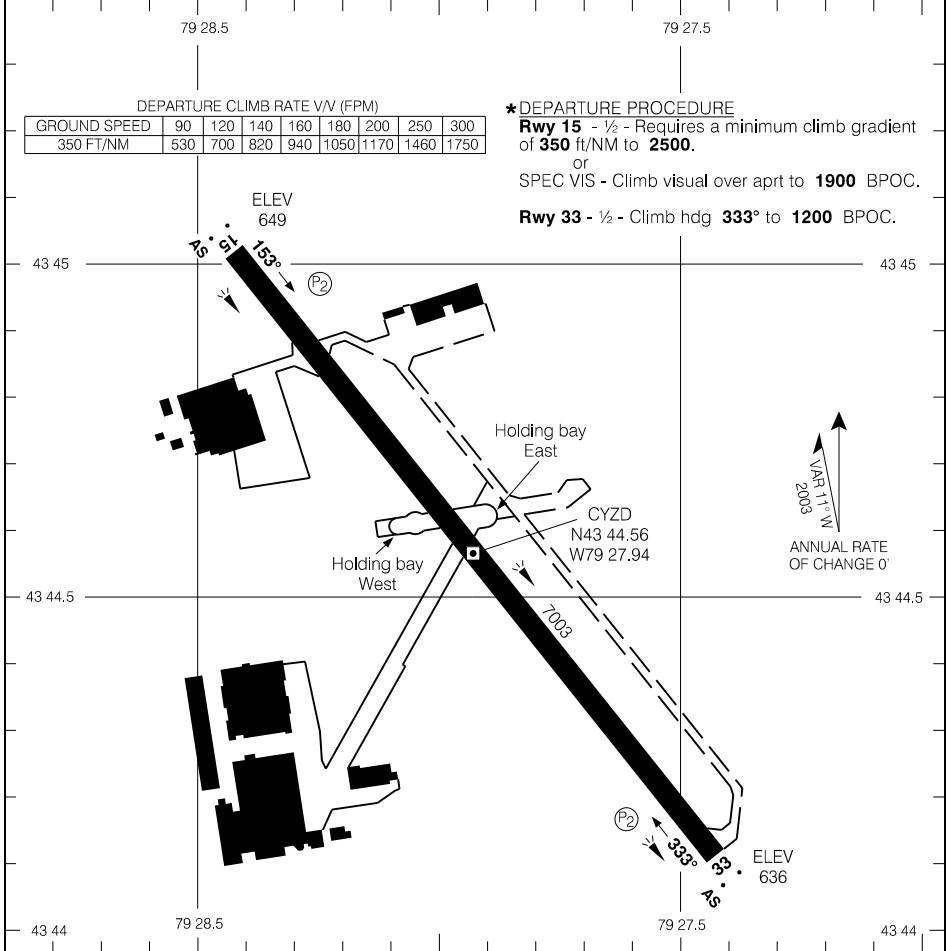 79 28.5
79 27.5
DEPARTURE CLIMB RATE V/V (FPM)
GROUND SPEED 90 120 140 160 180 200 250 300
350 FT/NM 530 700 820 940 1050 1170 1460 1750
*DEPARTURE PROCEDURE
Rwy 15 - ½ - Requires a minimum climb gradient
of 350 ft/NM to 2500.
or
SPEC VIS - Climb visual over aprt to 1900 BPOC.
Rwy 33 - ½ - Climb hdg 333° to 1200 BPOC.
ELEV
649
AS
15
153°
P2
43 45
43 45
Holding bay
East
CYZD
N43 44.56
W79 27.94
Holding bay
West
VAR 11° W
2003
ANNUAL RATE
OF CHANGE 0'
43 44.5
43 44.5
7003
P2
333°
33
AS
ELEV
636
79 28.5
79 27.5
43 44
43 44